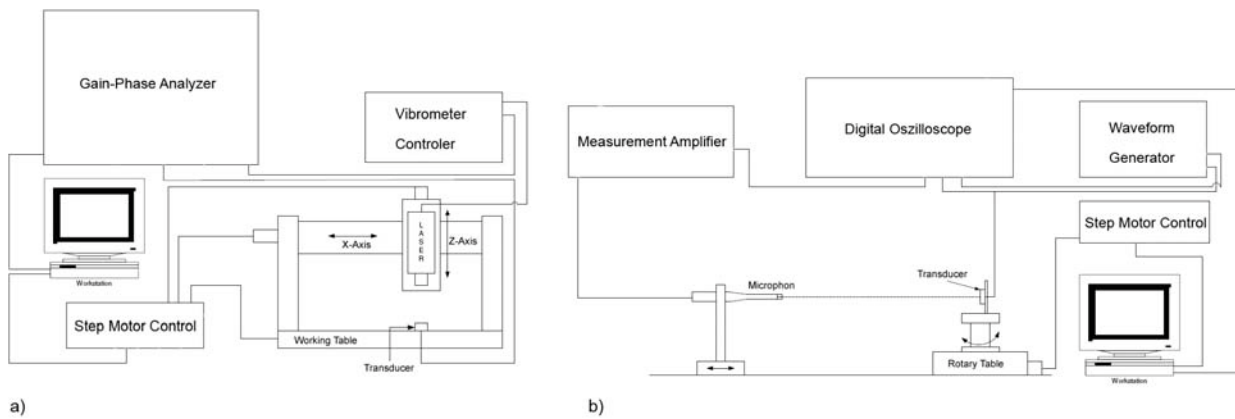 Gain-Phase Analyzer
Vibrometer
Controler
LASER
X-Axis
Z-Axis
Workstation
Step Motor Control
Working Table
Transducer
a)
Measurement Amplifier
Digital Oszilloscope
Waveform
Generator
Step Motor Control
Microphon
Transducer
Rotary Table
Workstation
b)